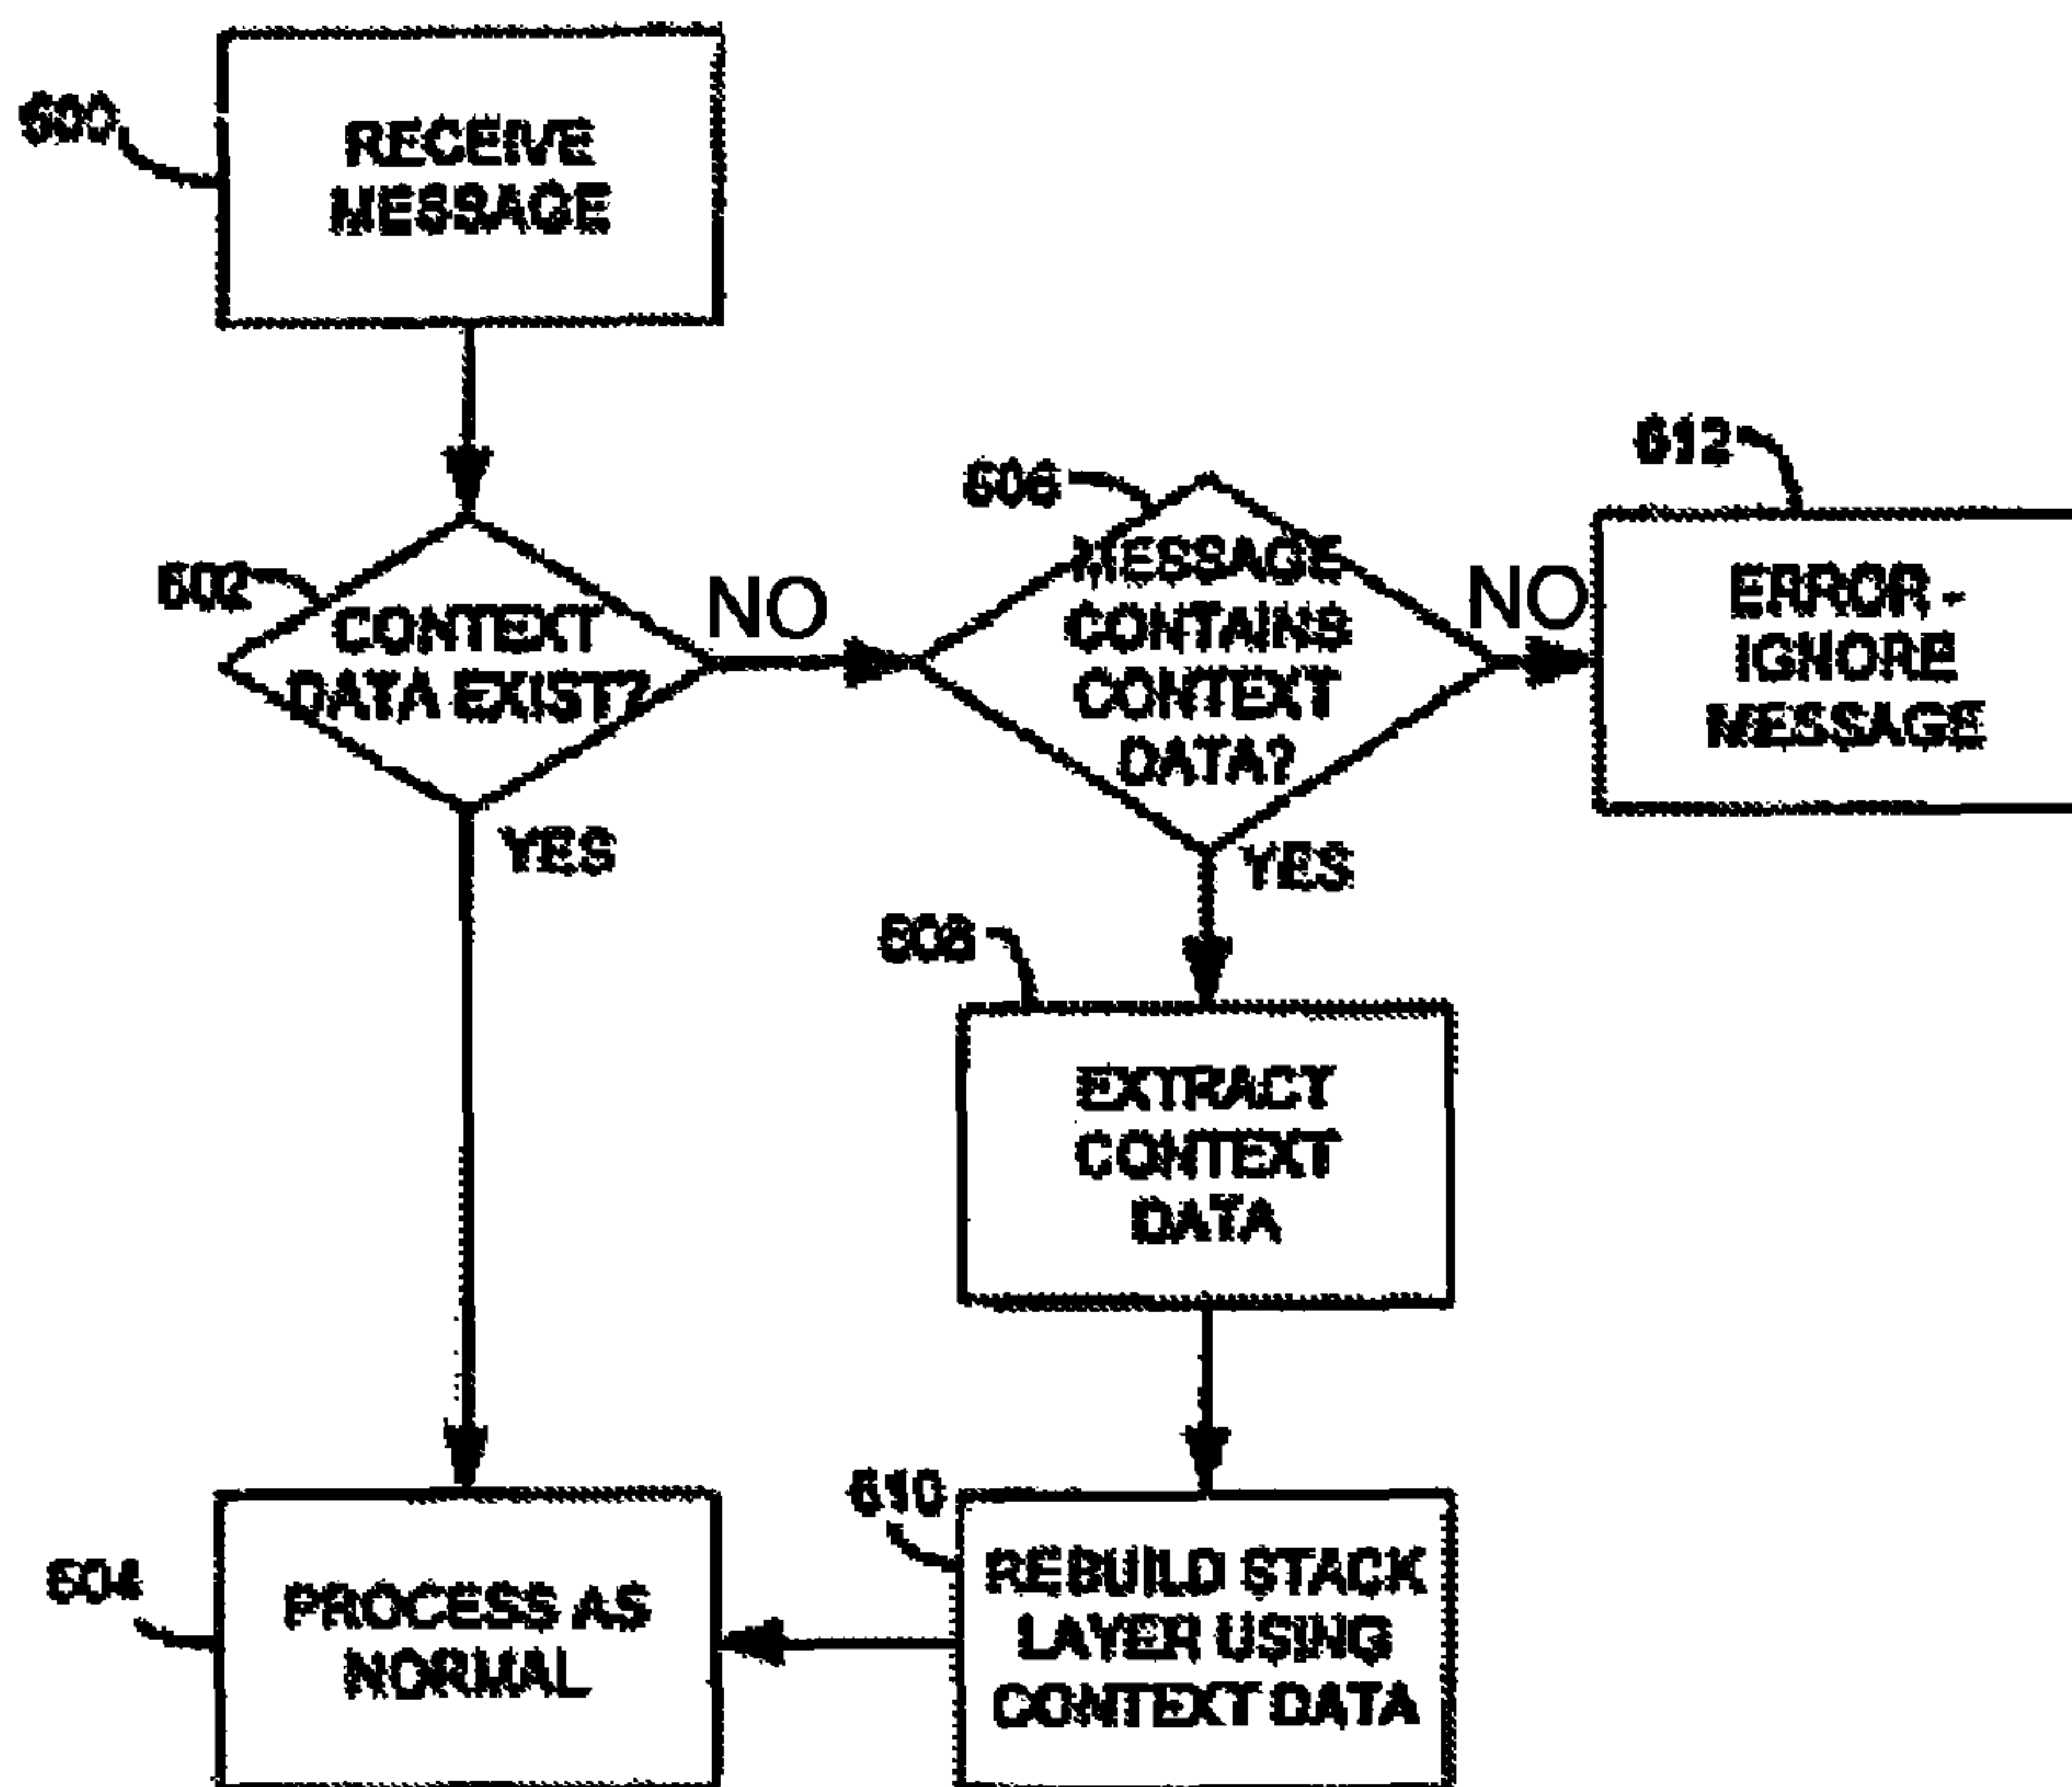 600
RECEIVE
MESSAGE
602
CONTEXT
DATA EXIST?
NO
YES
606
MESSAGE
CONTAINS
CONTEXT
DATA?
NO
YES
612
ERROR -
IGNORE
MESSAGE
608
EXTRACT
CONTEXT
DATA
610
REBUILD STACK
LAYER USING
CONTEXT DATA
604
PROCESS AS
NORMAL